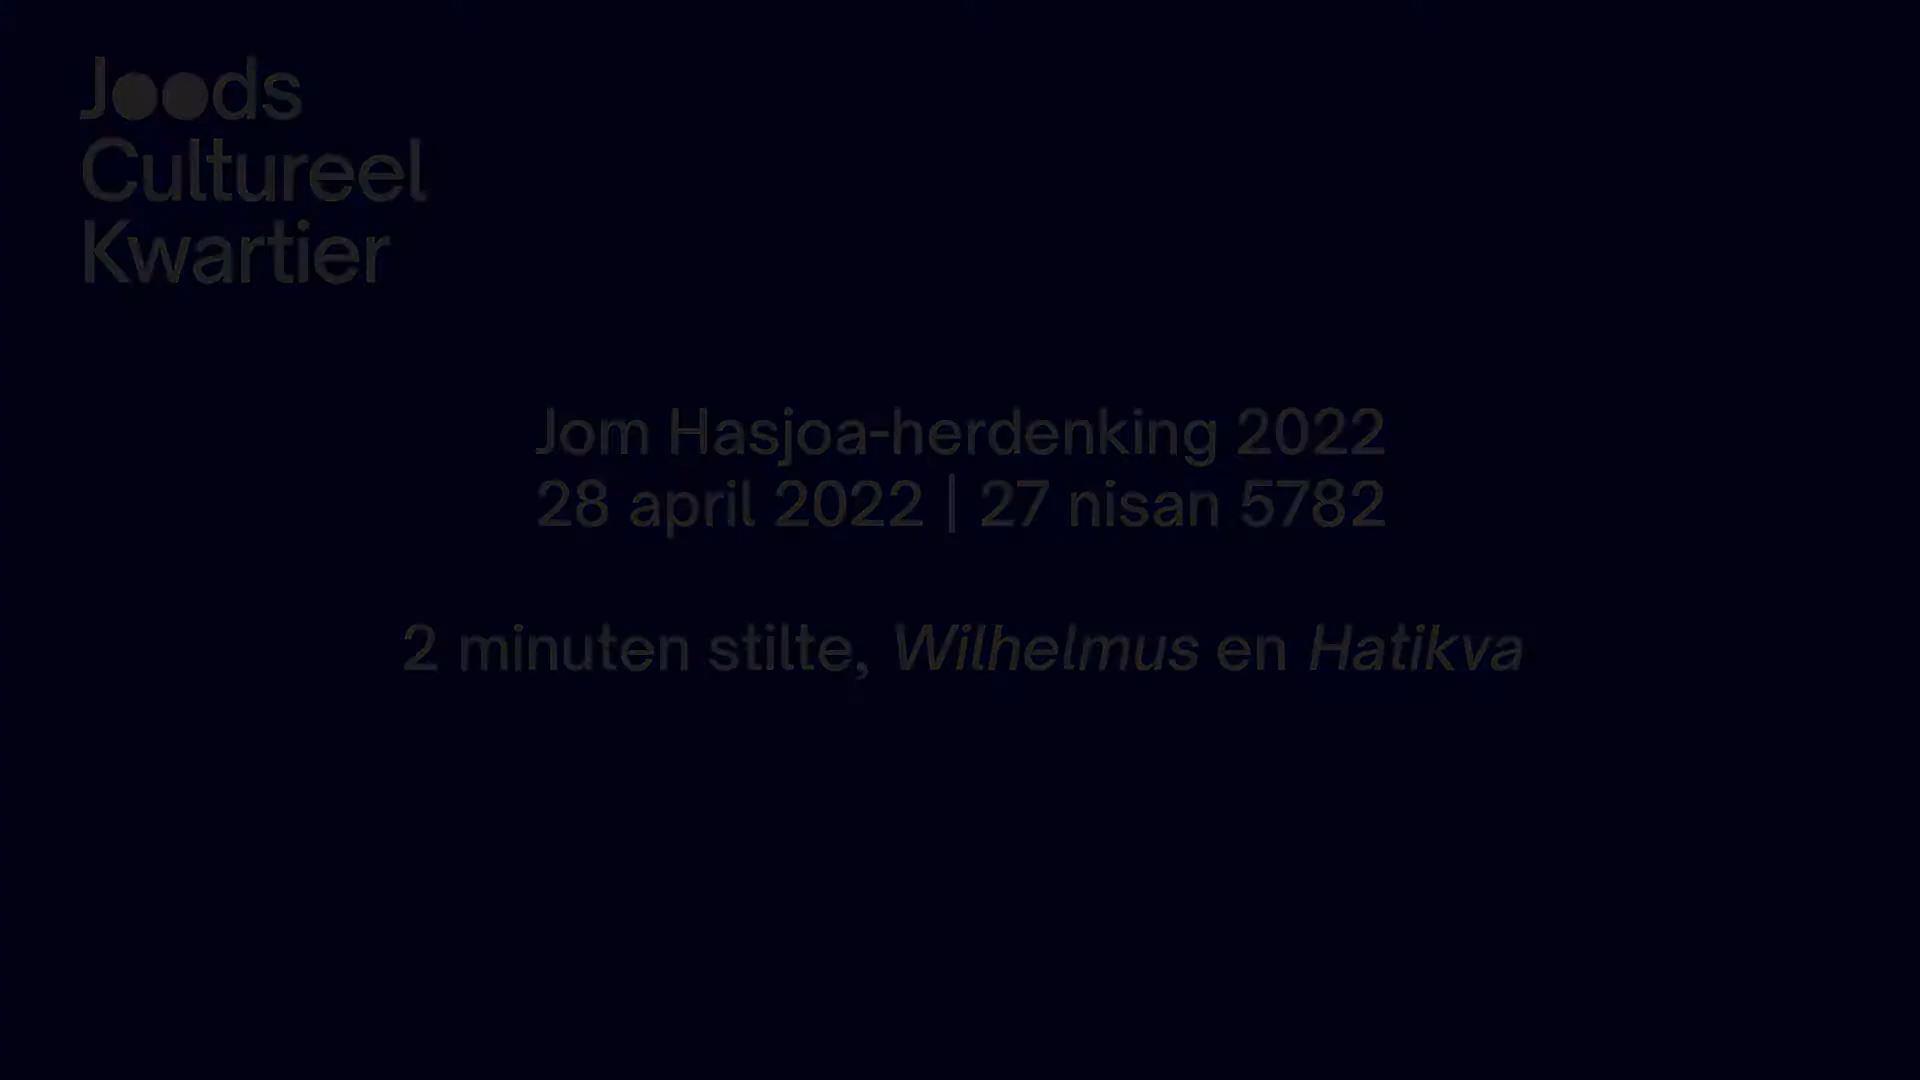 Joods
Cultureel
Kwartier
Jom Hasjoa-herdenking 2022
28 april 2022 | 27 nisan 5782
2 minuten stilte, Wilhelmus en Hatikva